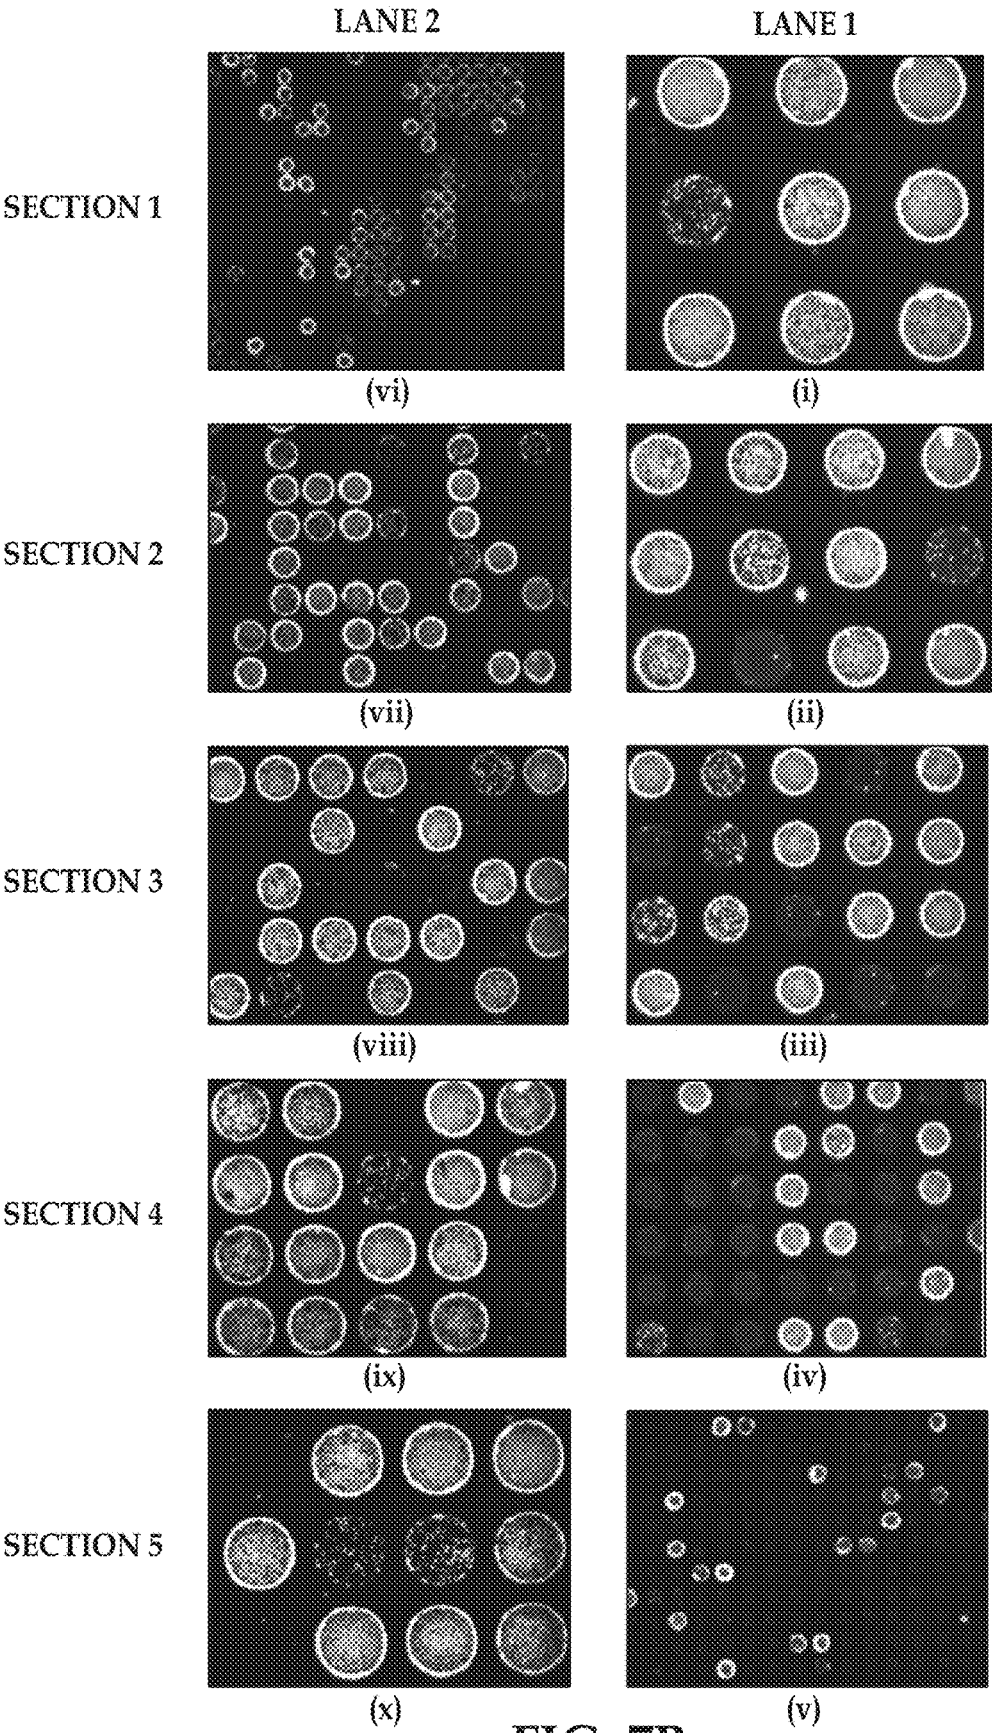 LANE 2 LANE 1
SECTION 1
(vi) (i)
SECTION 2
(vii) (ii)
SECTION 3
(viii) (iii)
SECTION 4
(ix) (iv)
SECTION 5
(x) (v)